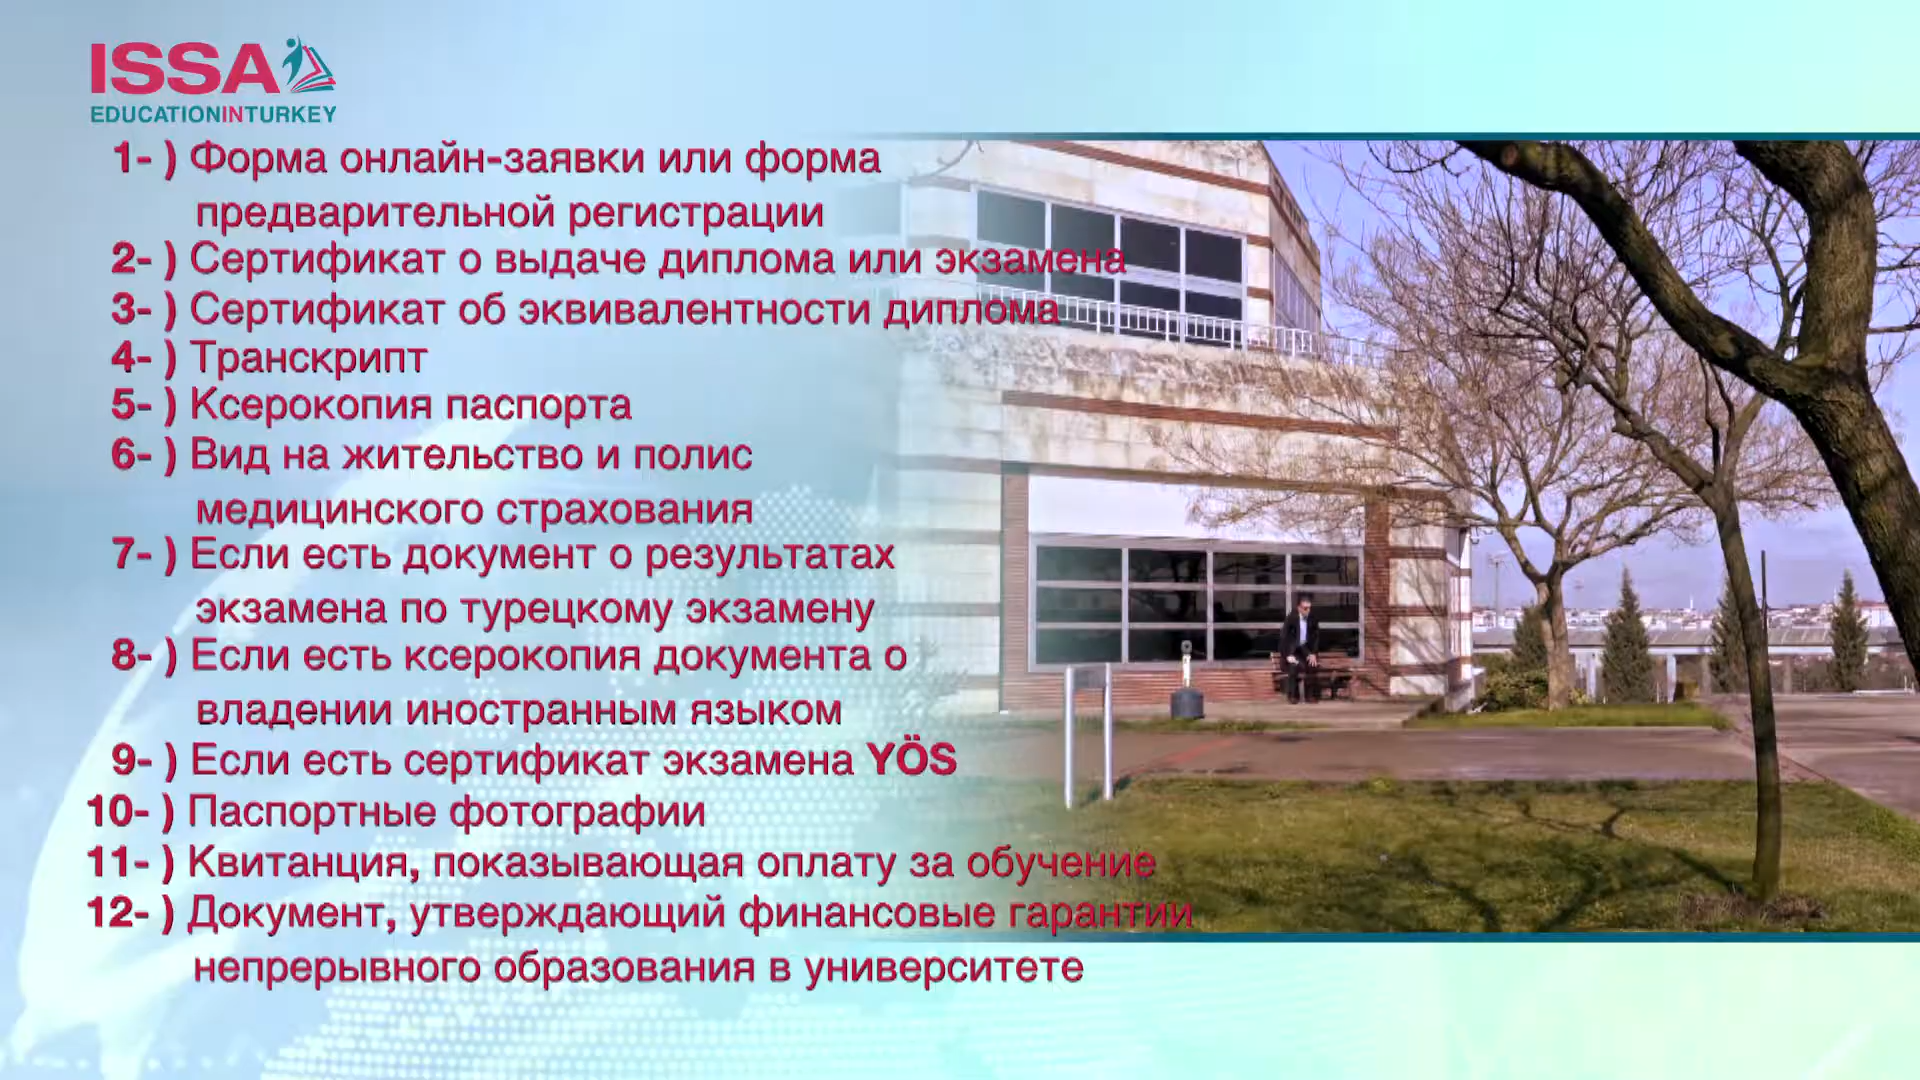 ISSA
EDUCATIONINTURKEY
1- ) Форма онлайн-заявки или форма
предварительной регистрации
2- ) Сертификат о выдаче диплома или экзамена
3- ) Сертификат об эквивалентности диплома
4- ) Транскрипт
5- ) Ксерокопия паспорта
6- ) Вид на жительство и полис
медицинского страхования
7- ) Если есть документ о результатах
экзамена по турецкому экзамену
8- ) Если есть ксерокопия документа о
владении иностранным языком
9- ) Если есть сертификат экзамена YÖS
10- ) Паспортные фотографии
11- ) Квитанция, показывающая оплату за обучение
12- ) Документ, утверждающий финансовые гарантии
непрерывного образования в университете